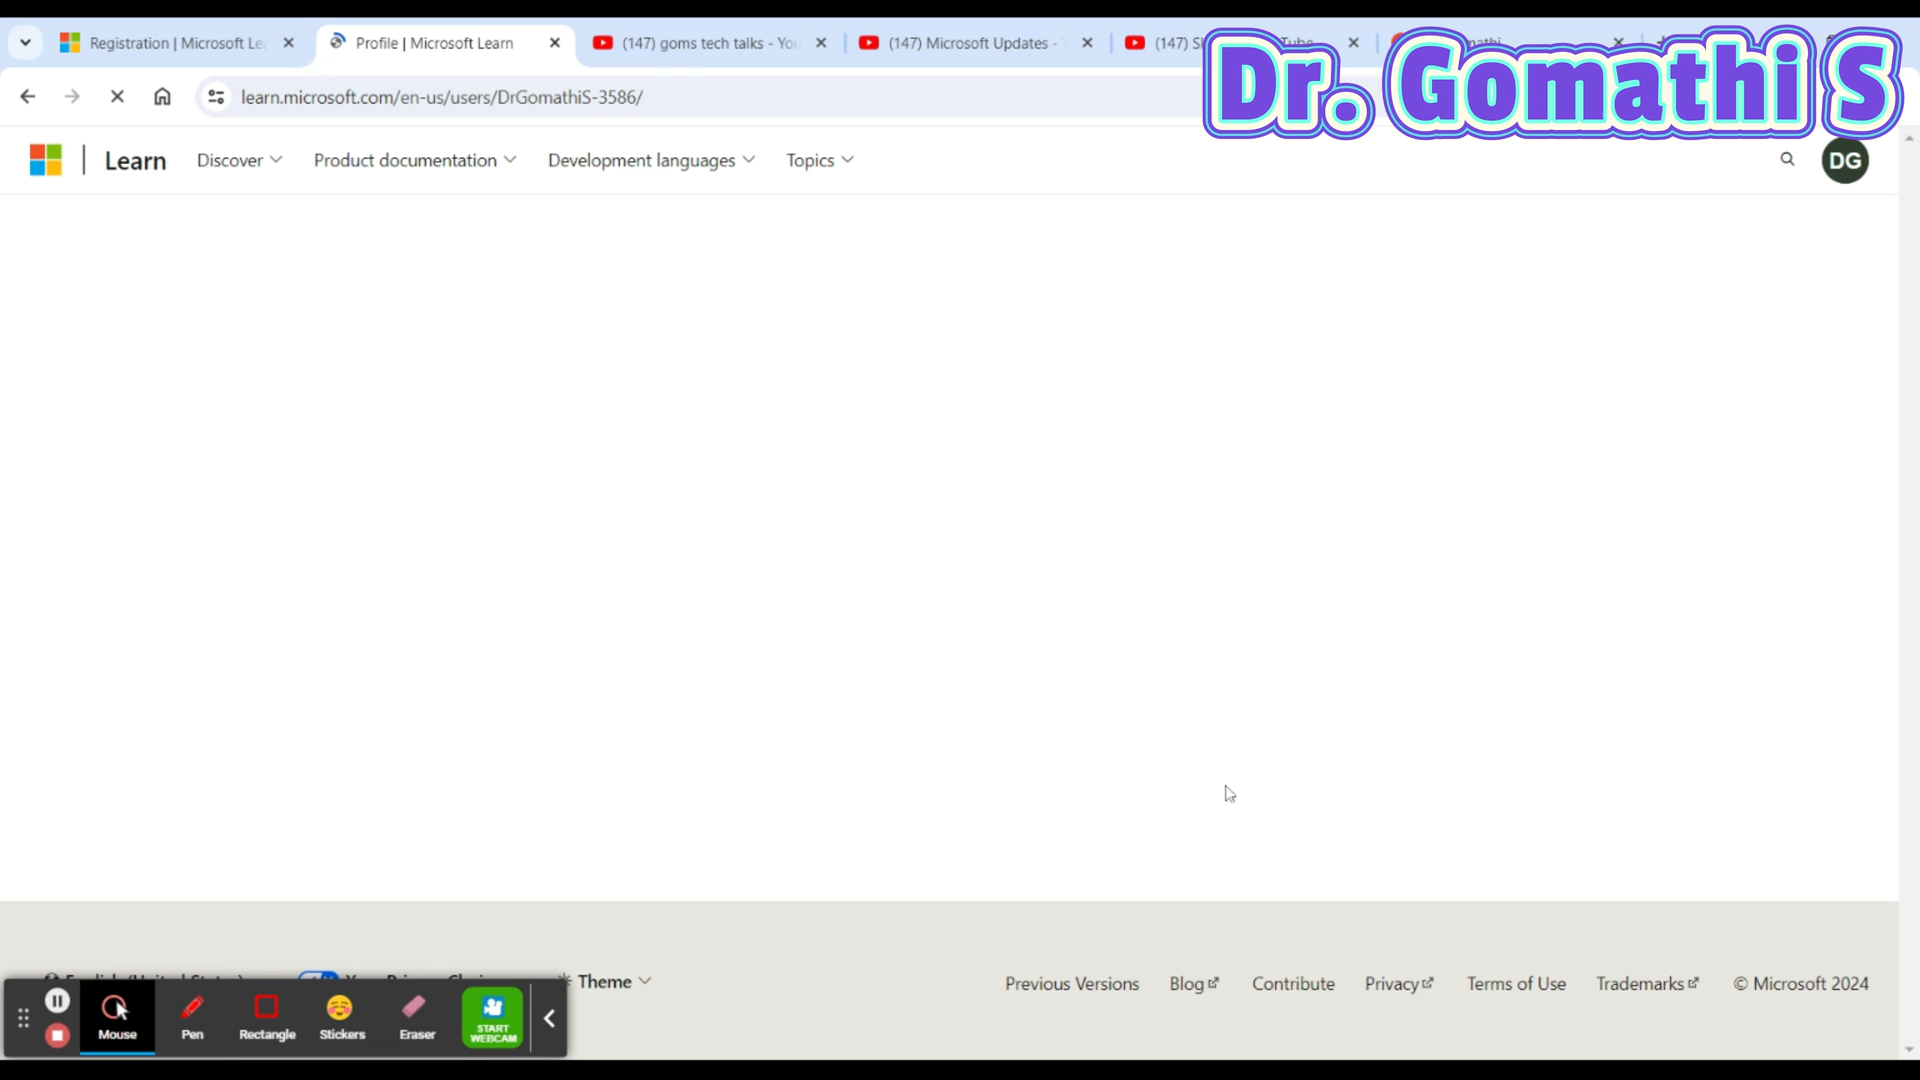 Registration | Microsoft Le
Profile | Microsoft Learn
(147) goms tech talks - You
(147) Microsoft Updates -
(147)
Dr. Gomathi S
learn.microsoft.com/en-us/users/DrGomathiS-3586/
Learn
Discover
Product documentation
Development languages
Topics
DG
Theme
Previous Versions
Blog
Contribute
Privacy
Terms of Use
Trademarks
© Microsoft 2024
Mouse
Pen
Rectangle
Stickers
Eraser
START
WEBCAM